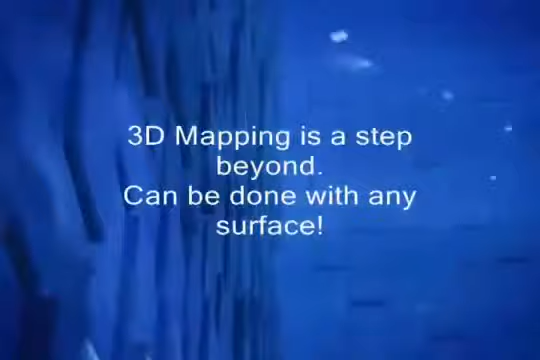 3D Mapping is a step
beyond.
Can be done with any
surface!